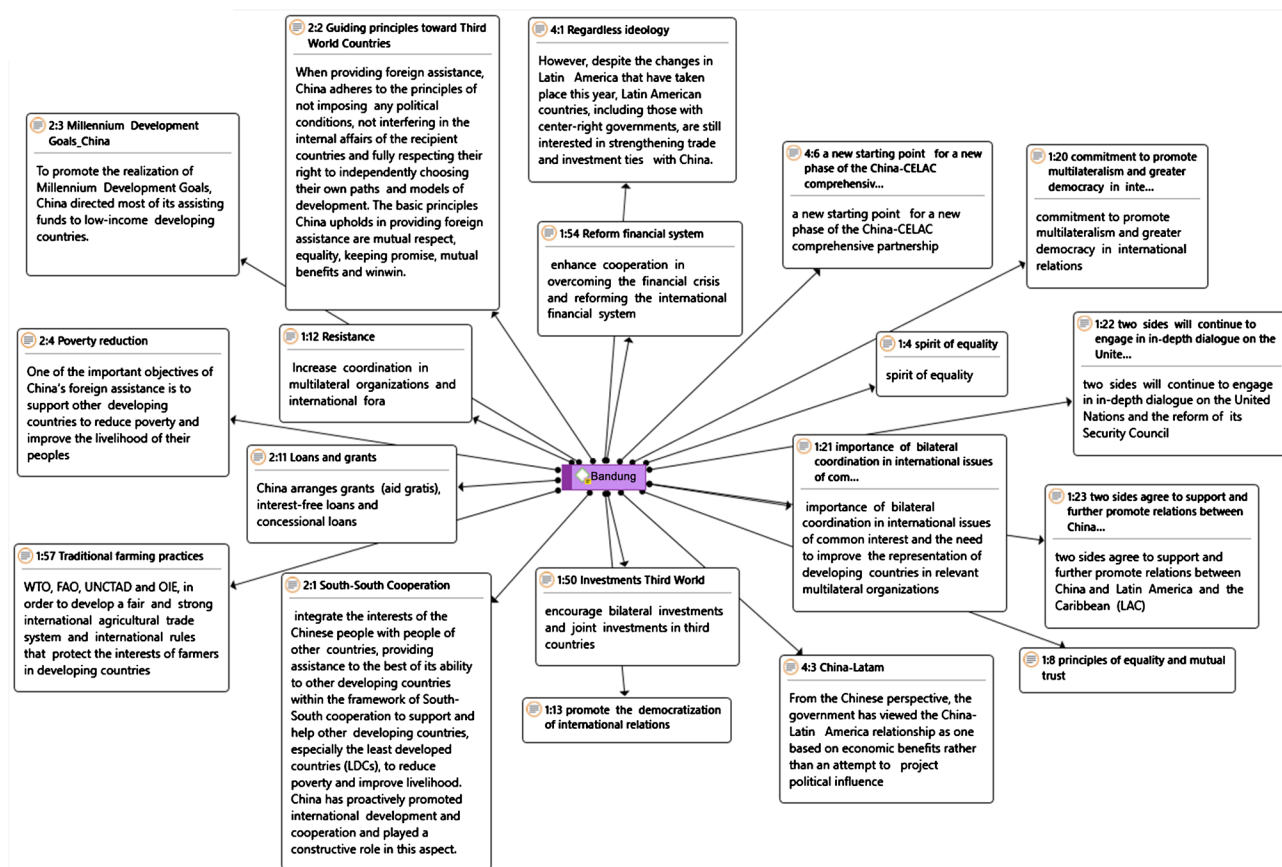 2:2 Guiding principles toward Third
World Countries
When providing foreign assistance,
China adheres to the principles of
not imposing any political
conditions, not interfering in the
internal affairs of the recipient
countries and fully respecting their
right to independently choosing
their own paths and models of
development. The basic principles
China upholds in providing foreign
assistance are mutual respect,
equality, keeping promise, mutual
benefits and winwin.
4:1 Regardless ideology
However, despite the changes in
Latin America that have taken
place this year, Latin American
countries, including those with
center-right governments, are still
interested in strengthening trade
and investment ties with China.
2:3 Millennium Development
Goals_China
To promote the realization of
Millennium Development Goals,
China directed most of its assisting
funds to low-income developing
countries.
4:6 a new starting point for a new
phase of the China-CELAC
comprehensiv...
a new starting point for a new
phase of the China-CELAC
comprehensive partnership
1:20 commitment to promote
multilateralism and greater
democracy in inte...
commitment to promote
multilateralism and greater
democracy in international
relations
1:54 Reform financial system
enhance cooperation in
overcoming the financial crisis
and reforming the international
financial system
2:4 Poverty reduction
One of the important objectives of
China's foreign assistance is to
support other developing
countries to reduce poverty and
improve the livelihood of their
peoples
1:12 Resistance
Increase coordination in
multilateral organizations and
international fora
1:4 spirit of equality
spirit of equality
1:22 two sides will continue to
engage in in-depth dialogue on the
Unite...
two sides will continue to engage
in in-depth dialogue on the United
Nations and the reform of its
Security Council
2:11 Loans and grants
China arranges grants (aid gratis),
interest-free loans and
concessional loans
Bandung
1:21 importance of bilateral
coordination in international issues
of com...
importance of bilateral
coordination in international issues
of common interest and the need
to improve the representation of
developing countries in relevant
multilateral organizations
1:23 two sides agree to support and
further promote relations between
China...
two sides agree to support and
further promote relations between
China and Latin America and the
Caribbean (LAC)
1:57 Traditional farming practices
WTO, FAO, UNCTAD and OIE, in
order to develop a fair and strong
international agricultural trade
system and international rules
that protect the interests of farmers
in developing countries
2:1 South-South Cooperation
integrate the interests of the
Chinese people with people of
other countries, providing
assistance to the best of its ability
to other developing countries
within the framework of South-
South cooperation to support and
help other developing countries,
especially the least developed
countries (LDCs), to reduce
poverty and improve livelihood.
China has proactively promoted
international development and
cooperation and played a
constructive role in this aspect.
1:50 Investments Third World
encourage bilateral investments
and joint investments in third
countries
1:13 promote the democratization
of international relations
4:3 China-Latam
From the Chinese perspective, the
government has viewed the China-
Latin America relationship as one
based on economic benefits rather
than an attempt to project
political influence
1:8 principles of equality and mutual
trust